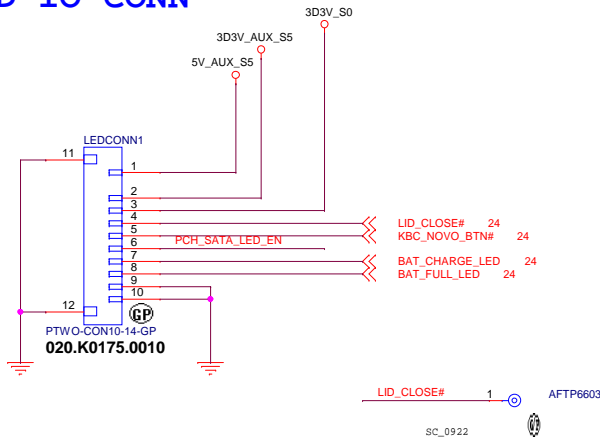 D IO CONN
3D3V_S0
3D3V_AUX_S5
5V_AUX_S5
LEDCONN1
11
1
2
3
4
LID_CLOSE# 24
5
KBC_NOVO_BTN# 24
6
PCH_SATA_LED_EN
7
BAT_CHARGE_LED 24
8
BAT_FULL_LED 24
9
10
12
GP
PTWO-CON10-14-GP
020.K0175.0010
LID_CLOSE# 1 AFTP6603
SC_0922